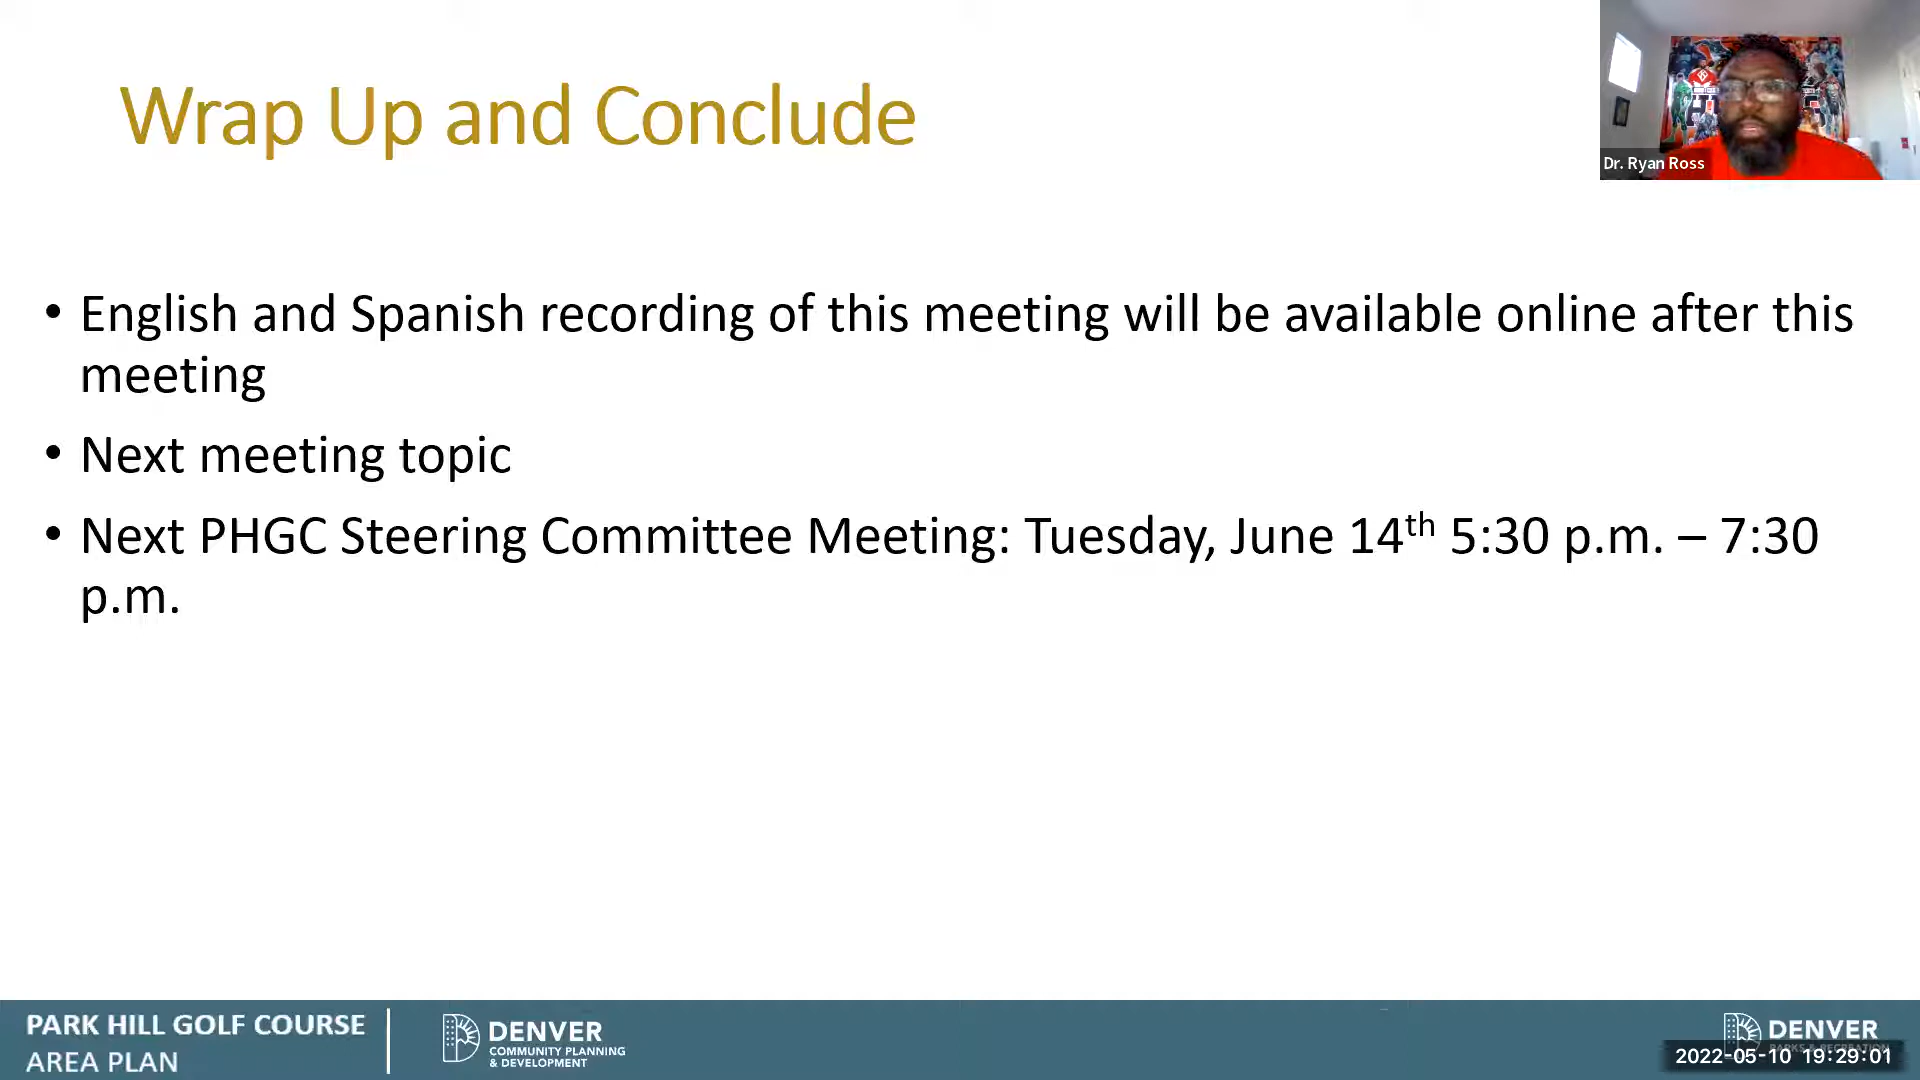 Wrap Up and Conclude
Dr. Ryan Ross
• English and Spanish recording of this meeting will be available online after this
meeting
• Next meeting topic
• Next PHGC Steering Committee Meeting: Tuesday, June 14th 5:30 p.m. – 7:30
p.m.
PARK HILL GOLF COURSE
AREA PLAN
DENVER
COMMUNITY PLANNING
& DEVELOPMENT
DENVER
PARKS & RECREATION
2022-05-10 19:29:01